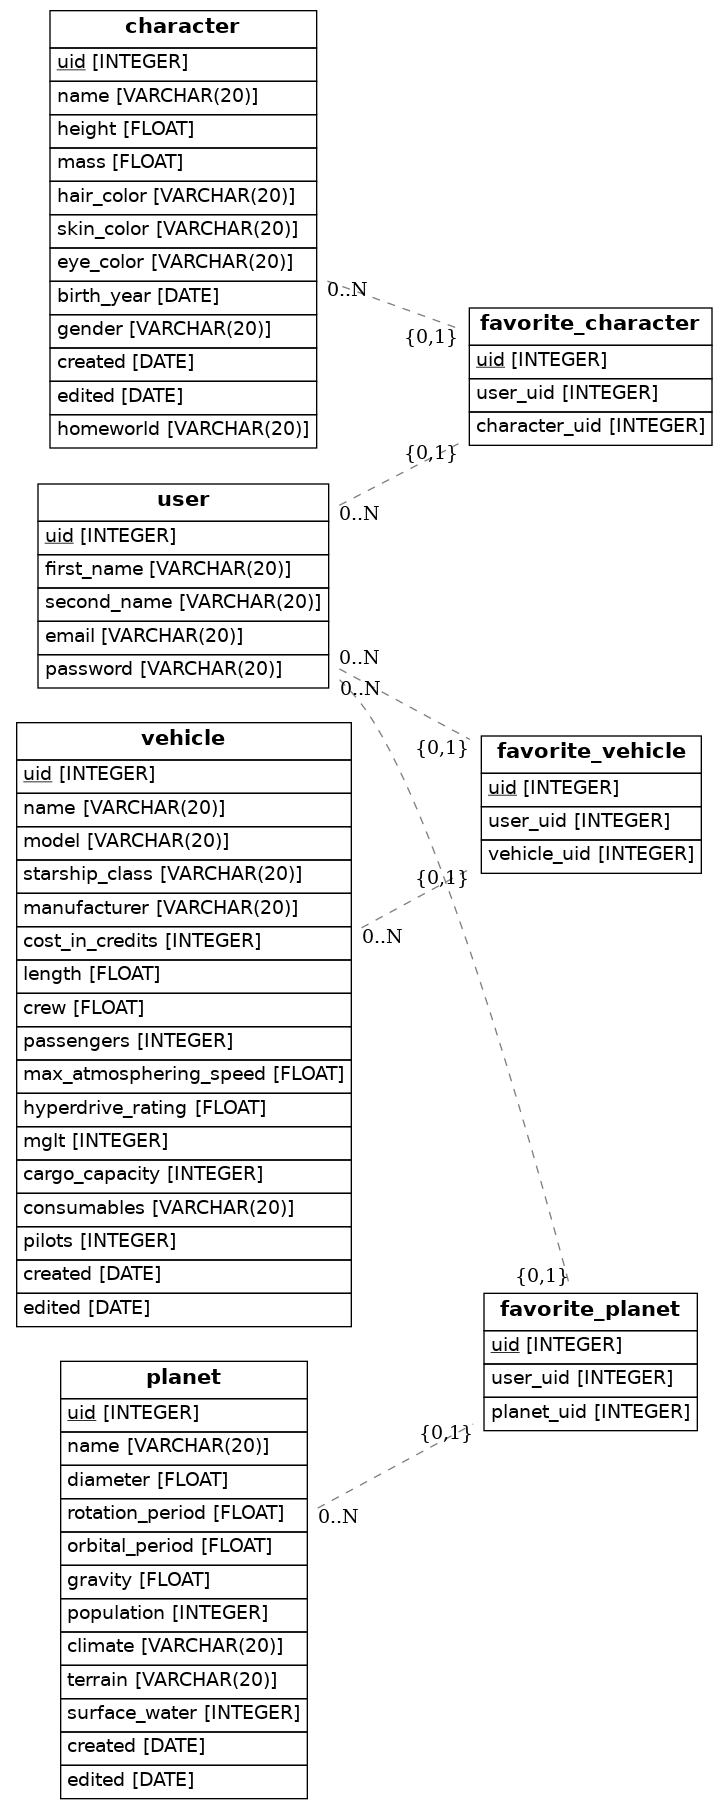 character
uid [INTEGER]
name [VARCHAR(20)]
height [FLOAT]
mass [FLOAT]
hair_color [VARCHAR(20)]
skin_color [VARCHAR(20)]
eye_color [VARCHAR(20)]
birth_year [DATE]
gender [VARCHAR(20)]
created [DATE]
edited [DATE]
homeworld [VARCHAR(20)]
0..N
{0,1}
favorite_character
uid [INTEGER]
user_uid [INTEGER]
character_uid [INTEGER]
{0,1}
0..N
user
uid [INTEGER]
first_name [VARCHAR(20)]
second_name [VARCHAR(20)]
email [VARCHAR(20)]
password [VARCHAR(20)]
0..N
0..N
{0,1}
favorite_vehicle
uid [INTEGER]
user_uid [INTEGER]
vehicle_uid [INTEGER]
{0,1}
0..N
vehicle
uid [INTEGER]
name [VARCHAR(20)]
model [VARCHAR(20)]
starship_class [VARCHAR(20)]
manufacturer [VARCHAR(20)]
cost_in_credits [INTEGER]
length [FLOAT]
crew [FLOAT]
passengers [INTEGER]
max_atmosphering_speed [FLOAT]
hyperdrive_rating [FLOAT]
mglt [INTEGER]
cargo_capacity [INTEGER]
consumables [VARCHAR(20)]
pilots [INTEGER]
created [DATE]
edited [DATE]
{0,1}
favorite_planet
uid [INTEGER]
user_uid [INTEGER]
planet_uid [INTEGER]
{0,1}
0..N
planet
uid [INTEGER]
name [VARCHAR(20)]
diameter [FLOAT]
rotation_period [FLOAT]
orbital_period [FLOAT]
gravity [FLOAT]
population [INTEGER]
climate [VARCHAR(20)]
terrain [VARCHAR(20)]
surface_water [INTEGER]
created [DATE]
edited [DATE]